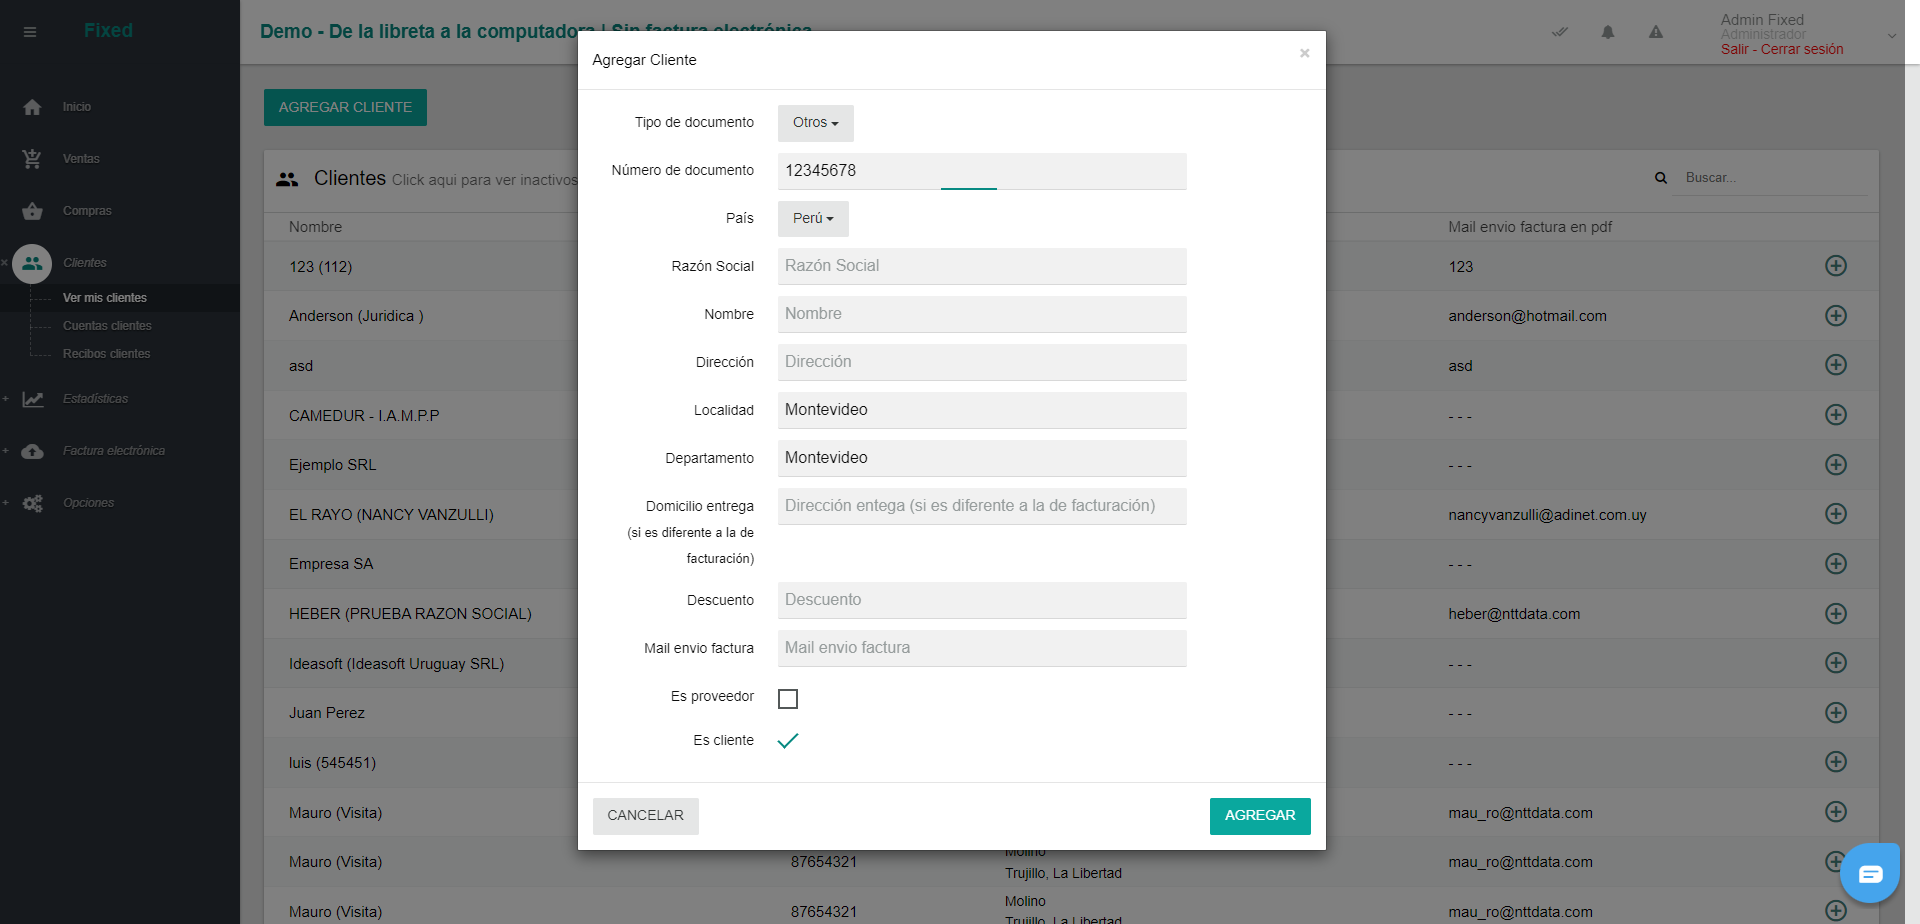 Fixed
Demo - De la libreta a la computadora | Sin factura electrónica
Admin Fixed
Administrador
Salir - Cerrar sesión
Inicio
Ventas
Compras
Clientes
Ver mis clientes
Cuentas clientes
Recibos clientes
Estadísticas
Factura electrónica
Opciones
AGREGAR CLIENTE
Clientes Click aqui para ver inactivos
Buscar...
Nombre
Mail envio factura en pdf
123 (112)
123
Anderson (Juridica )
anderson@hotmail.com
asd
asd
CAMEDUR - I.A.M.P.P
- - -
Ejemplo SRL
- - -
EL RAYO (NANCY VANZULLI)
nancyvanzulli@adinet.com.uy
Empresa SA
- - -
HEBER (PRUEBA RAZON SOCIAL)
heber@nttdata.com
Ideasoft (Ideasoft Uruguay SRL)
- - -
Juan Perez
- - -
luis (545451)
- - -
Mauro (Visita)
mau_ro@nttdata.com
Mauro (Visita)
87654321
Molino
Trujillo, La Libertad
mau_ro@nttdata.com
Mauro (Visita)
87654321
Molino
Trujillo, La Libertad
mau_ro@nttdata.com
Agregar Cliente
×
Tipo de documento
Otros
Número de documento
12345678
País
Perú
Razón Social
Razón Social
Nombre
Nombre
Dirección
Dirección
Localidad
Montevideo
Departamento
Montevideo
Domicilio entrega
(si es diferente a la de
facturación)
Dirección entega (si es diferente a la de facturación)
Descuento
Descuento
Mail envio factura
Mail envio factura
Es proveedor
Es cliente
CANCELAR
AGREGAR